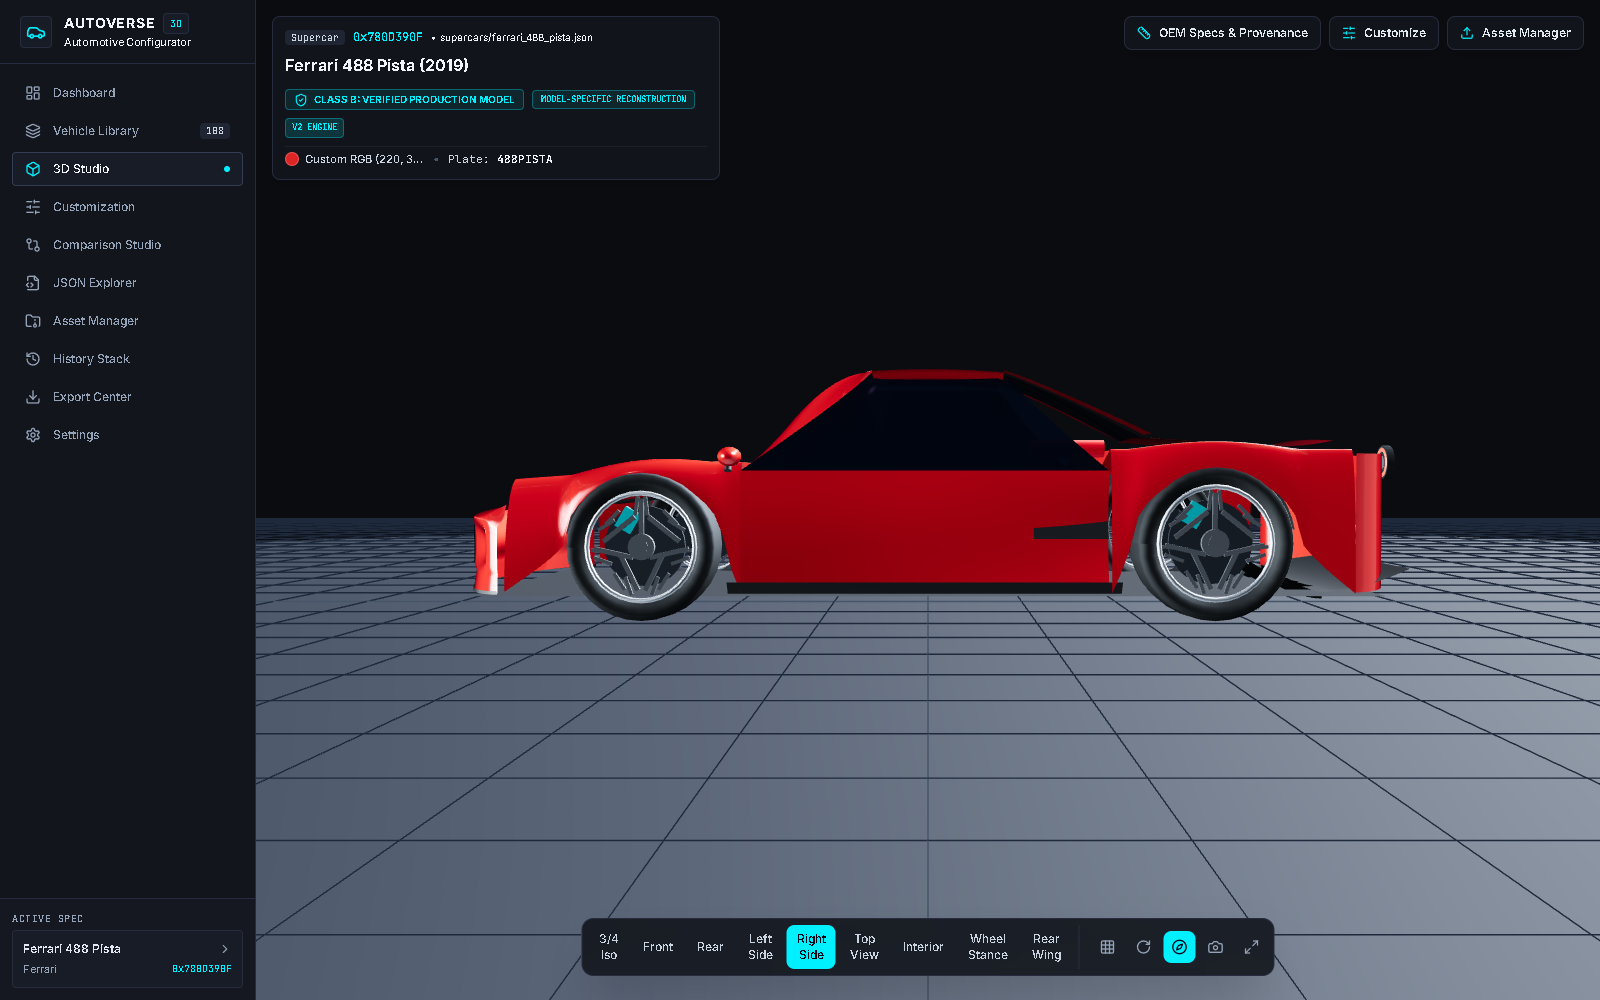 AUTOVERSE 3D
Automotive Configurator
Dashboard
Vehicle Library 188
3D Studio
Customization
Comparison Studio
JSON Explorer
Asset Manager
History Stack
Export Center
Settings
ACTIVE SPEC
Ferrari 488 Pista
Ferrari 0x780D390F
Supercar 0x780D390F • supercars/ferrari_488_pista.json
Ferrari 488 Pista (2019)
CLASS B: VERIFIED PRODUCTION MODEL MODEL-SPECIFIC RECONSTRUCTION
V2 ENGINE
Custom RGB (220, 3... • Plate: 488PISTA
OEM Specs & Provenance Customize Asset Manager
3/4 Iso
Front
Rear
Left Side
Right Side
Top View
Interior
Wheel Stance
Rear Wing